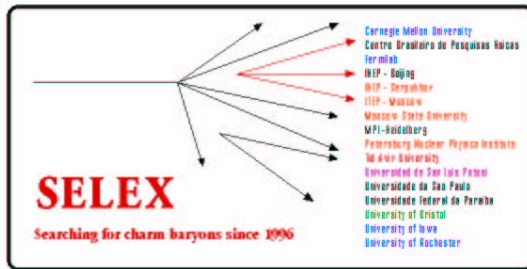 Carnegie Mellon University
Centro Brasileiro de Pesquisas Fisicas
Fermilab
IHEP - Beijing
IHEP - Serpukhov
ITEP - Moscow
Moscow State University
MPI-Heidelberg
Petersburg Nuclear Physics Institute
Tel Aviv University
Universidad de San Luis Potosi
Universidade da Sao Paulo
Universidade Federal da Paraiba
University of Bristol
University of Iowa
University of Rochester
SELEX
Searching for charm baryons since 1996